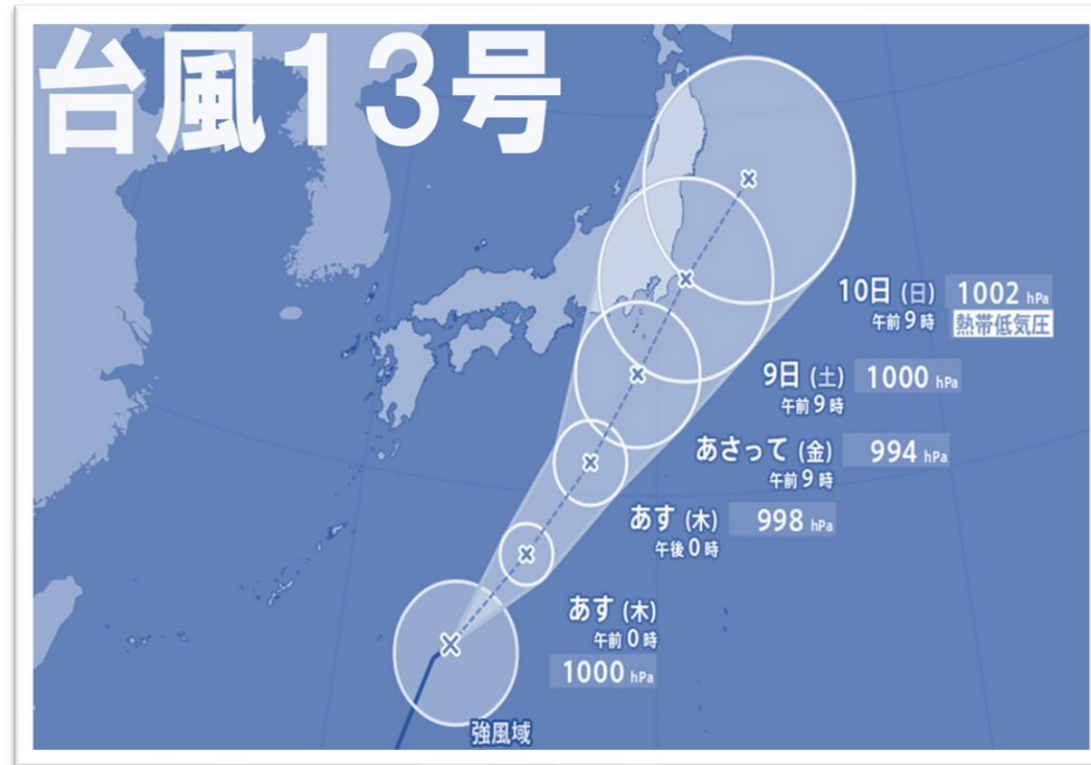 台風13号
10日 (日) 1002 hPa
午前9時 熱帯低気圧
9日 (土) 1000 hPa
午前9時
あさって (金) 994 hPa
午前9時
あす (木) 998 hPa
午後0時
あす (木)
午前0時
1000 hPa
強風域